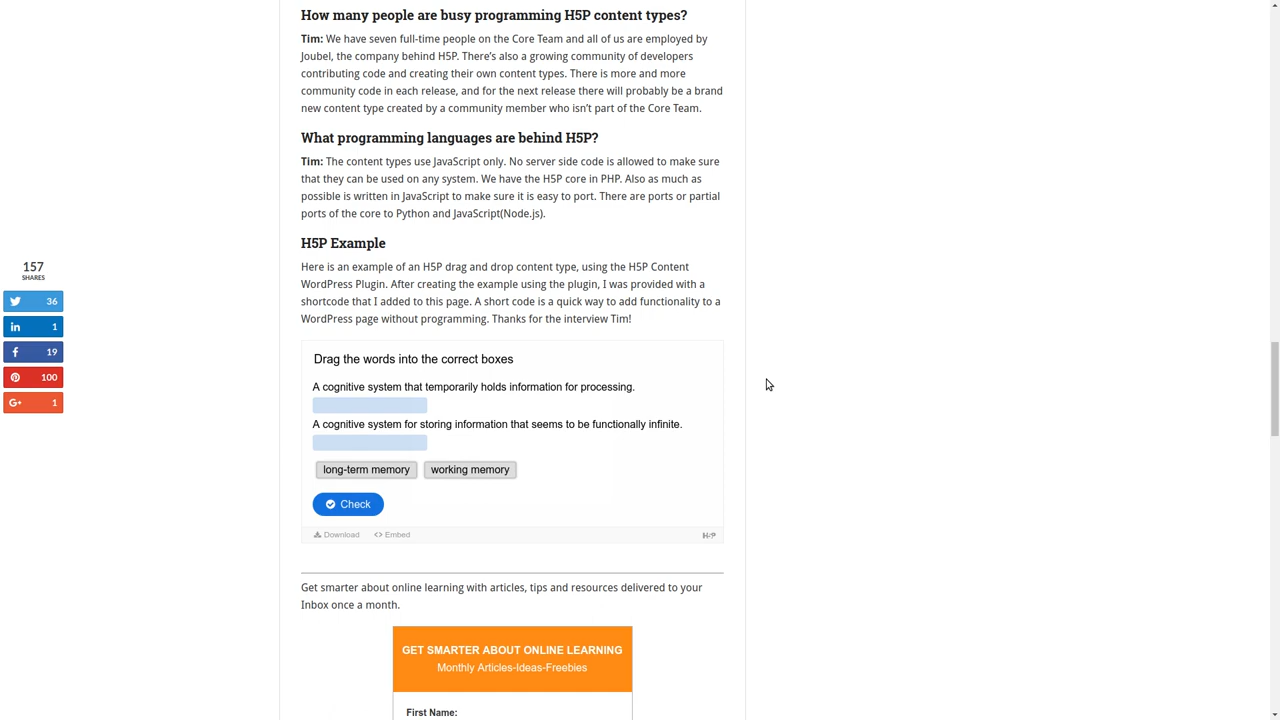 How many people are busy programming H5P content types?
Tim: We have seven full-time people on the Core Team and all of us are employed by
Joubel, the company behind H5P. There's also a growing community of developers
contributing code and creating their own content types. There is more and more
community code in each release, and for the next release there will probably be a brand
new content type created by a community member who isn't part of the Core Team.
What programming languages are behind H5P?
Tim: The content types use JavaScript only. No server side code is allowed to make sure
that they can be used on any system. We have the H5P core in PHP. Also as much as
possible is written in JavaScript to make sure it is easy to port. There are ports or partial
ports of the core to Python and JavaScript(Node.js).
H5P Example
Here is an example of an H5P drag and drop content type, using the H5P Content
WordPress Plugin. After creating the example using the plugin, I was provided with a
shortcode that I added to this page. A short code is a quick way to add functionality to a
WordPress page without programming. Thanks for the interview Tim!
157
SHARES
36
1
19
100
G+ 1
Drag the words into the correct boxes
A cognitive system that temporarily holds information for processing.
A cognitive system for storing information that seems to be functionally infinite.
long-term memory working memory
Check
Download <> Embed H5P
Get smarter about online learning with articles, tips and resources delivered to your
Inbox once a month.
GET SMARTER ABOUT ONLINE LEARNING
Monthly Articles-Ideas-Freebies
First Name: